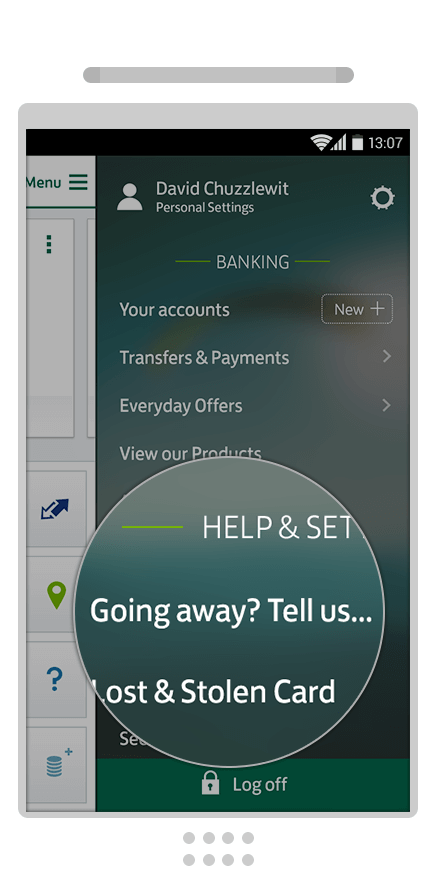 13:07
Menu
David Chuzzlewit
Personal Settings
BANKING
Your accounts
New +
Transfers & Payments
Everyday Offers
View our Products
HELP & SET
Going away? Tell us...
Lost & Stolen Card
Log off